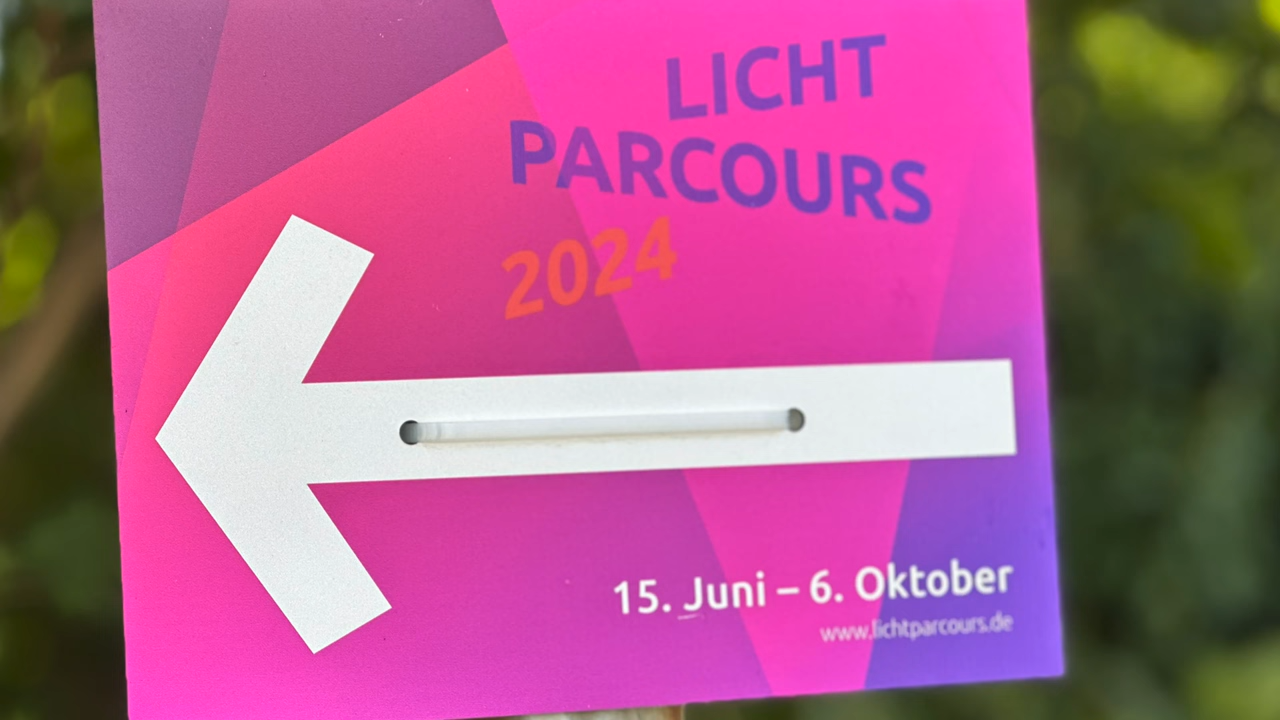 LICHT
PARCOURS
2024
15. Juni – 6. Oktober
www.lichtparcours.de